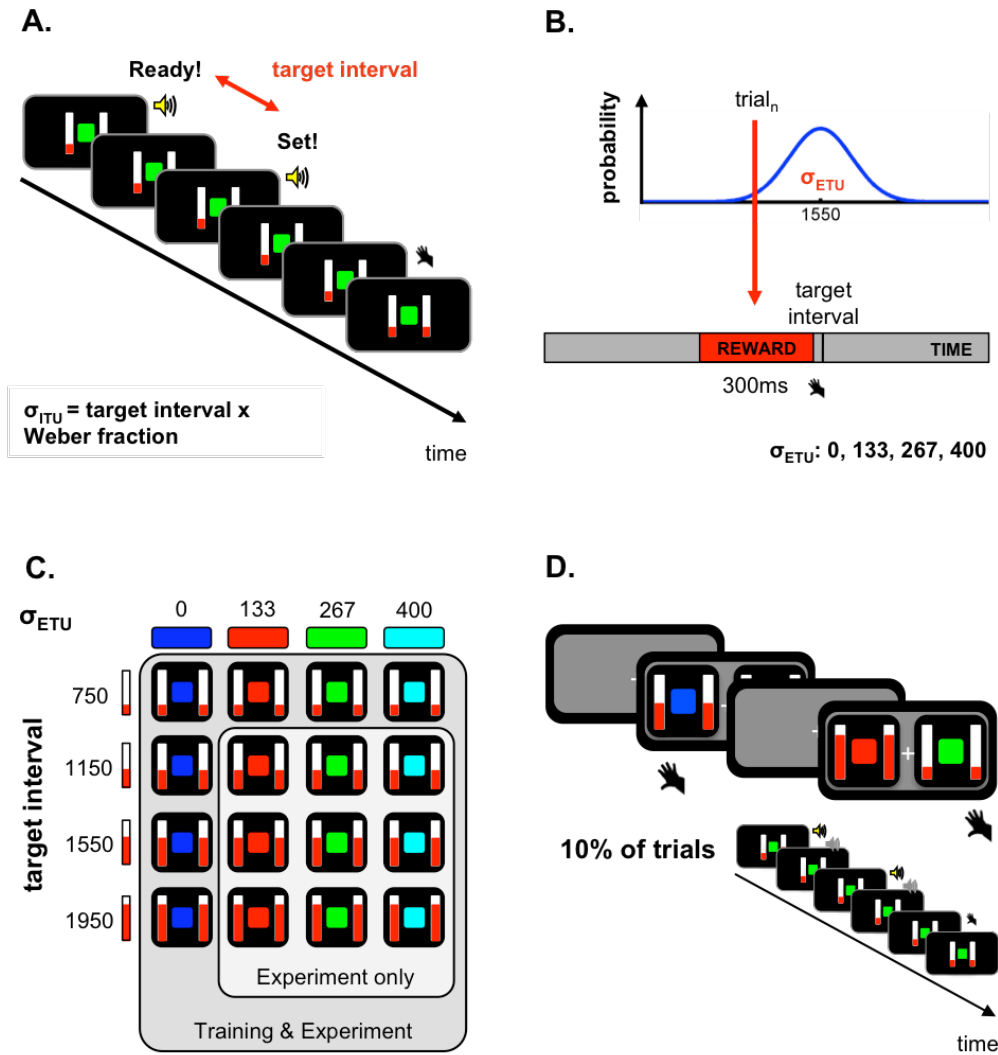 A.
Ready!
target interval
Set!
σITU = target interval x
Weber fraction
time
B.
probability
trialn
σETU
1550
target
interval
REWARD
TIME
300ms
σETU: 0, 133, 267, 400
C.
σETU
0 133 267 400
target interval
750
1150
1550
1950
Experiment only
Training & Experiment
D.
10% of trials
time